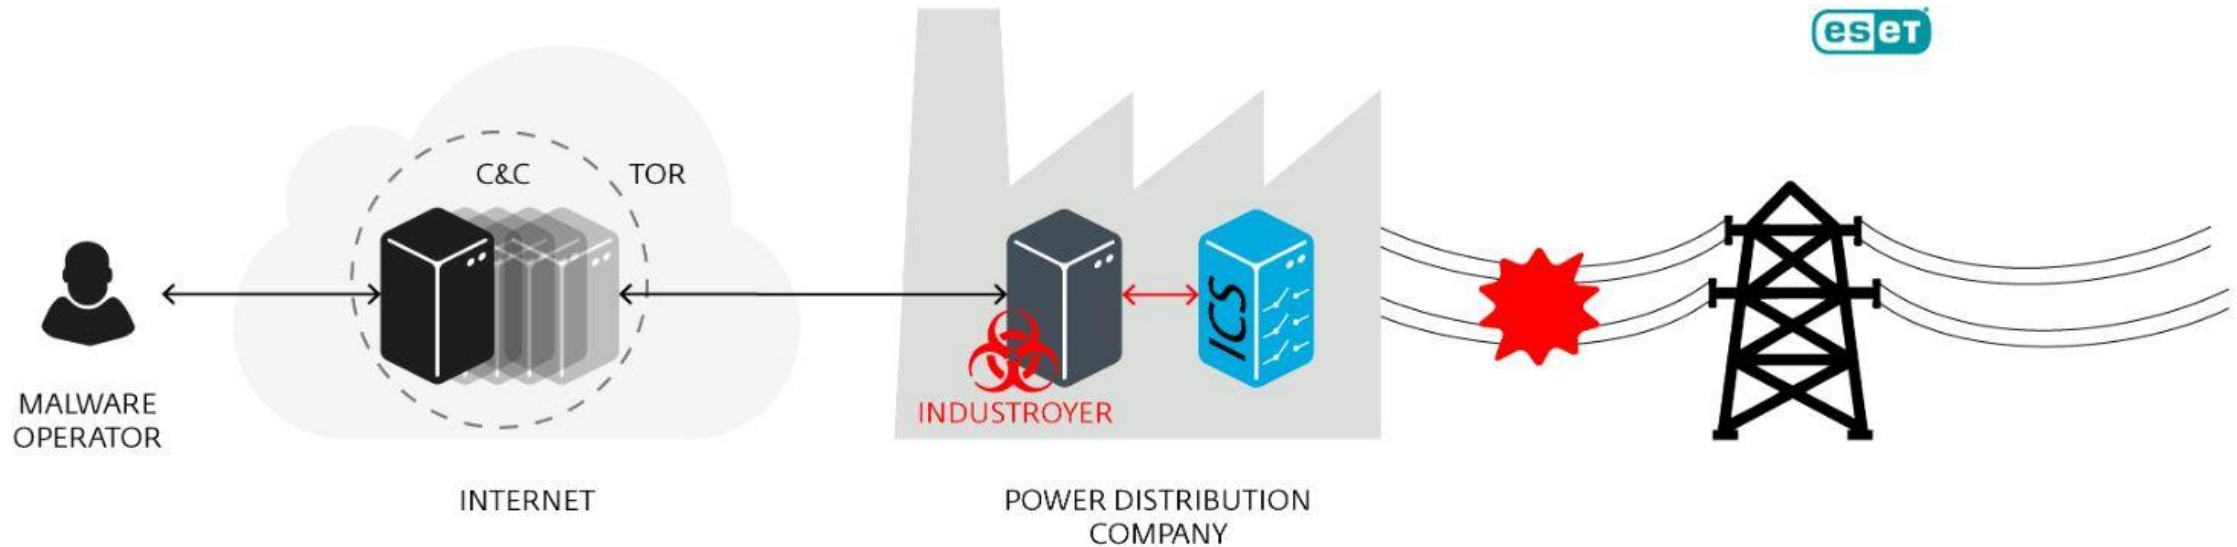 eseT
C&C
TOR
ICS
INDUSTROYER
MALWARE
OPERATOR
INTERNET
POWER DISTRIBUTION
COMPANY